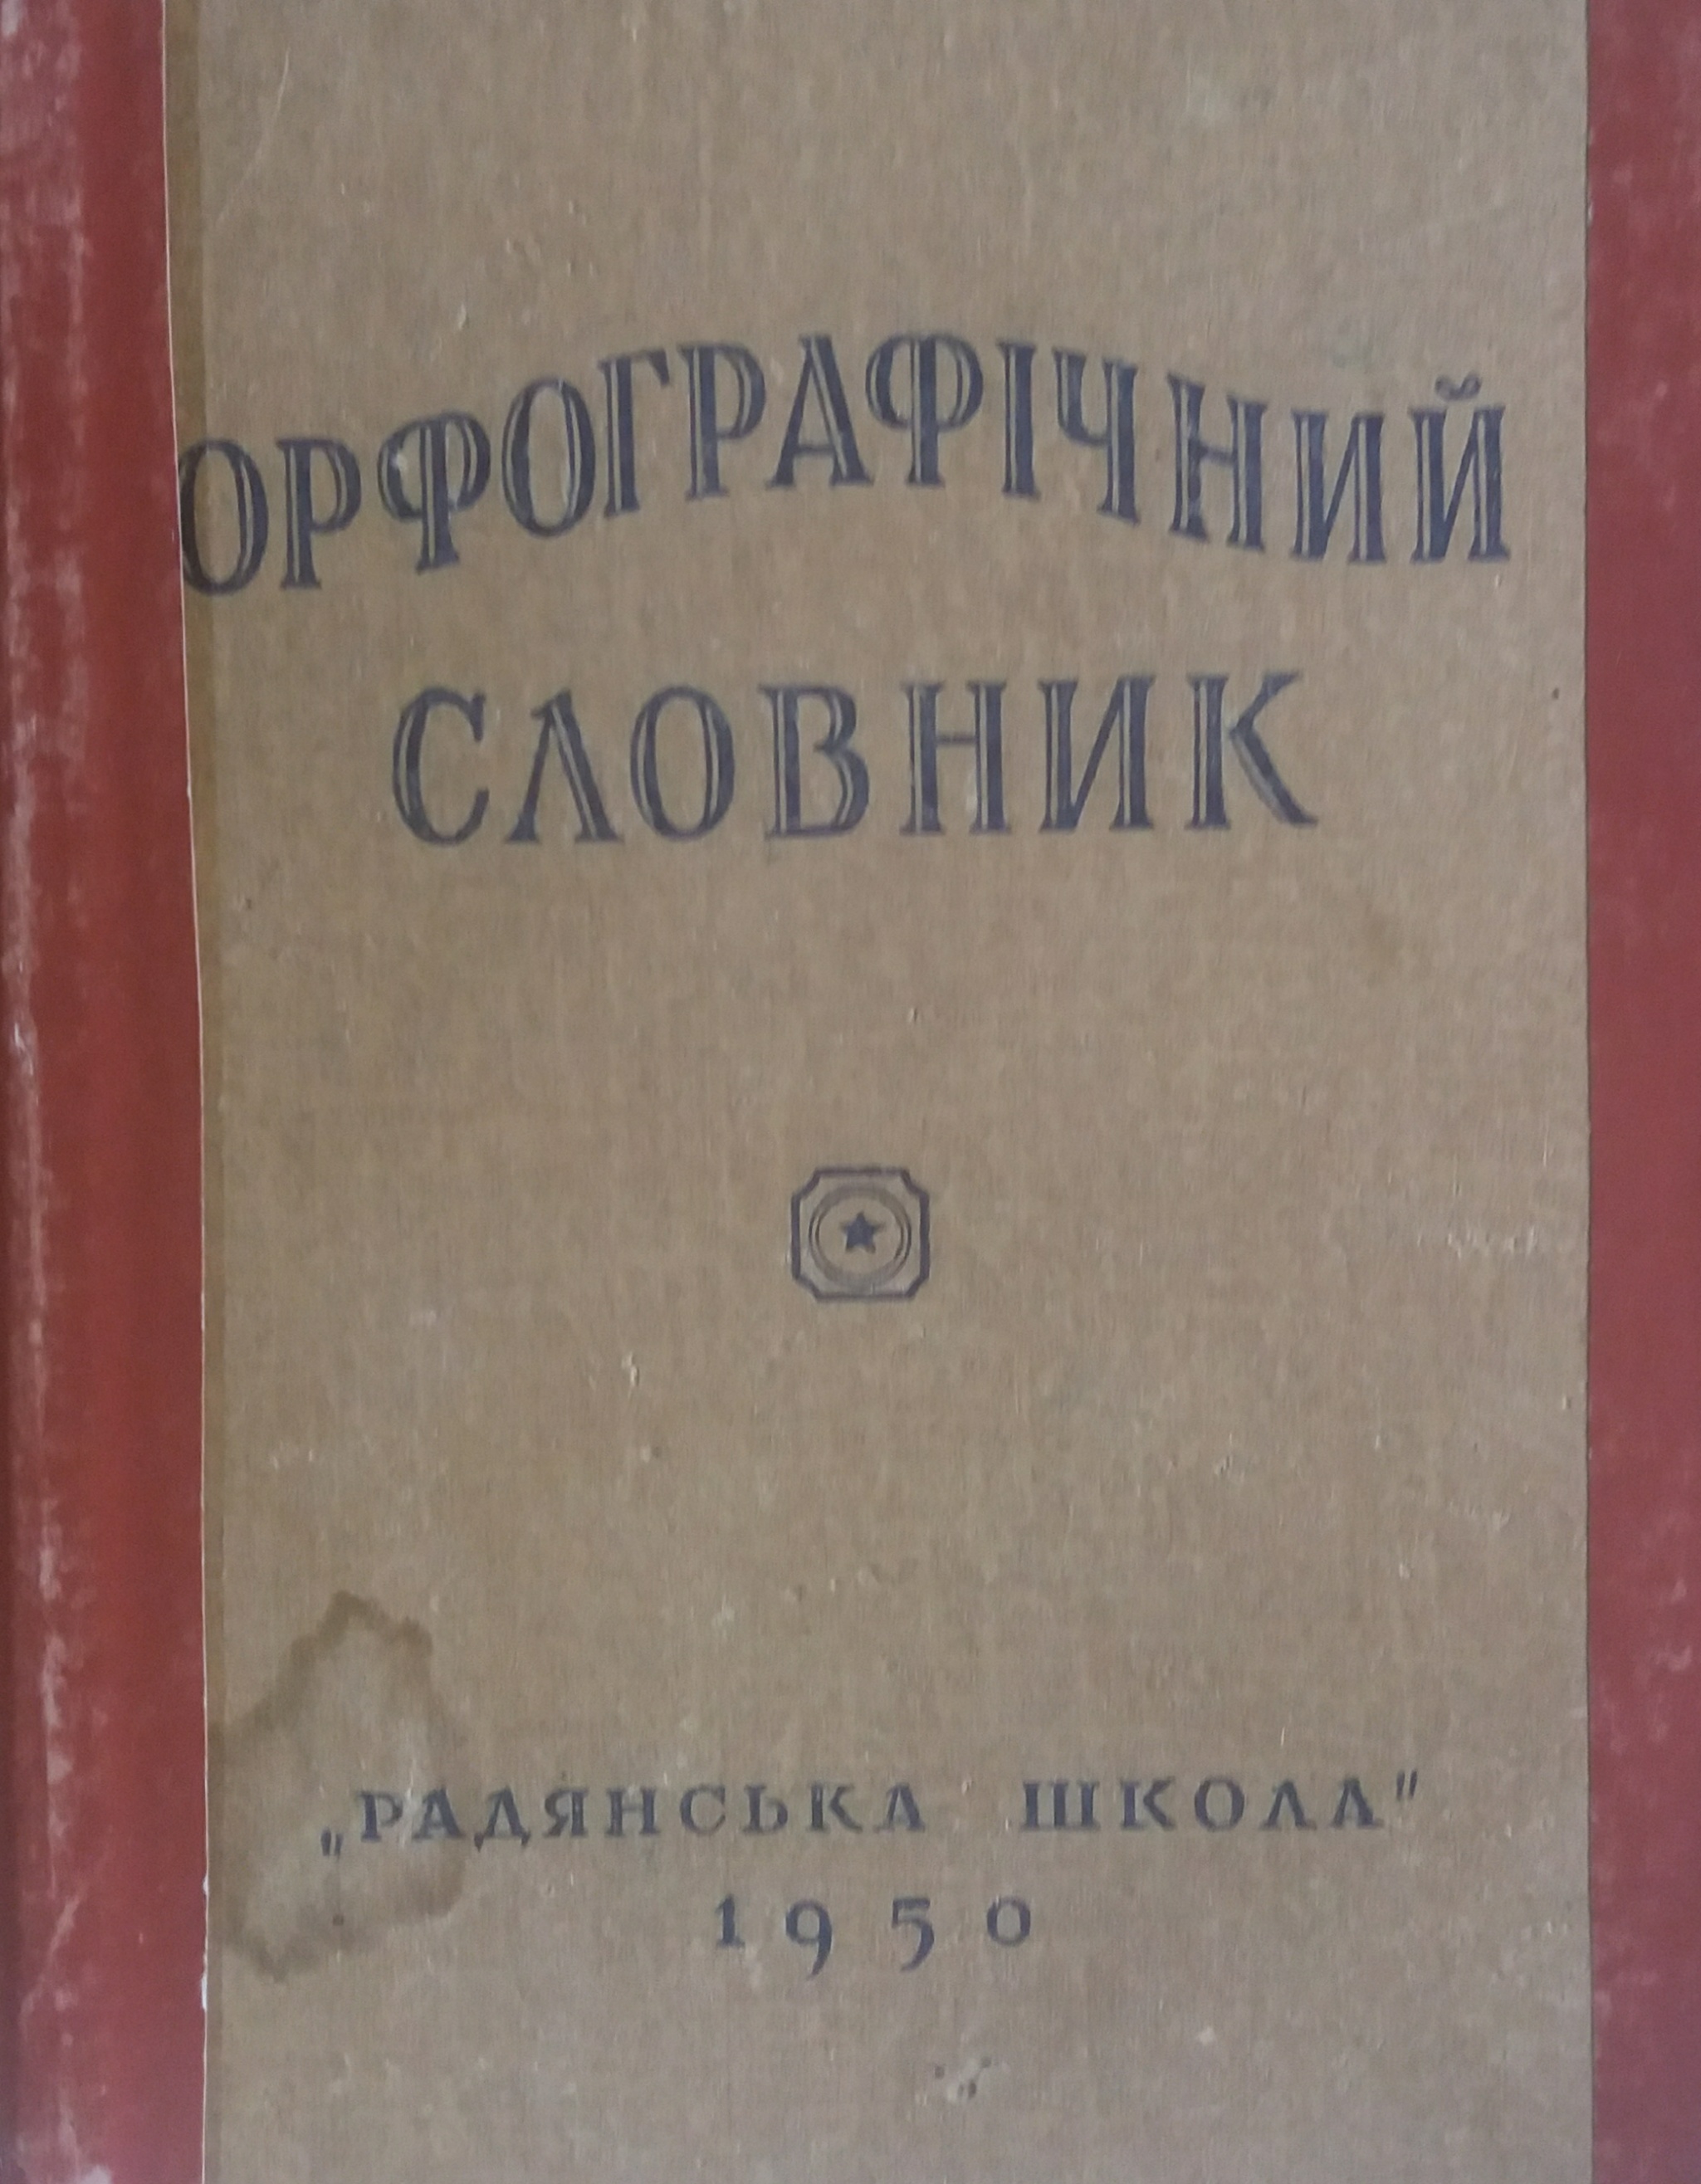 ОРФОГРАФІЧНИЙ
СЛОВНИК
„РАДЯНСЬКА ШКОЛА"
1950